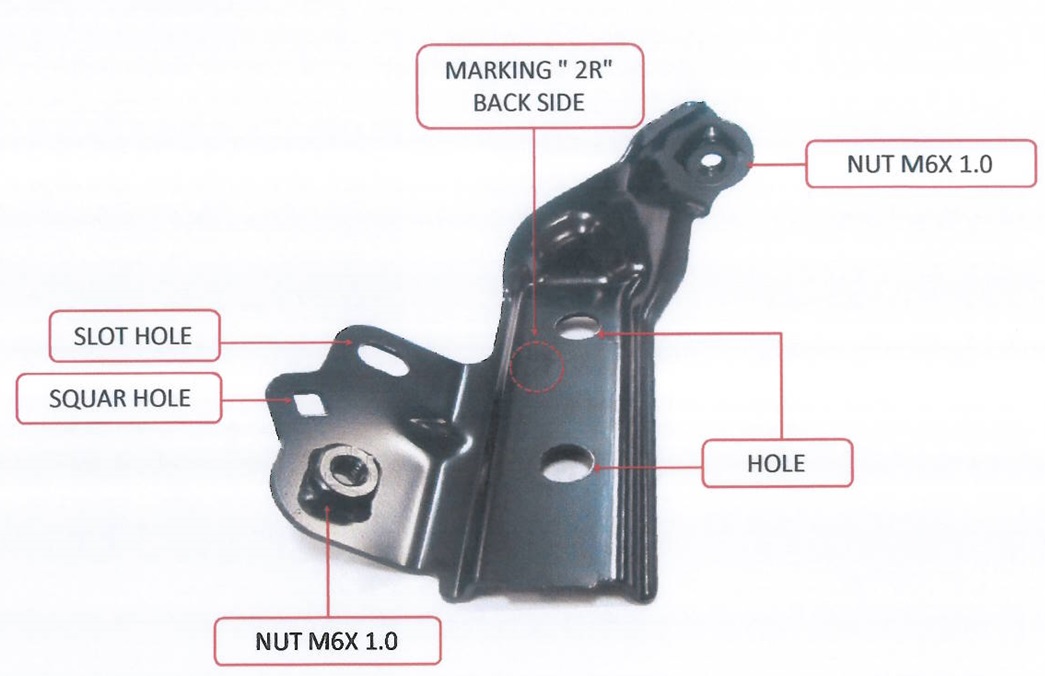 MARKING " 2R"
BACK SIDE
NUT M6X 1.0
SLOT HOLE
SQUAR HOLE
HOLE
NUT M6X 1.0